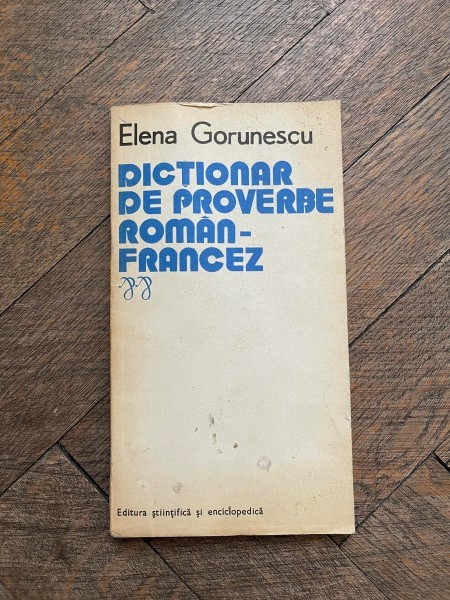 Elena Gorunescu
DICȚIONAR
DE PROVERBE
ROMÂN-
FRANCEZ
Editura științifică și enciclopedică